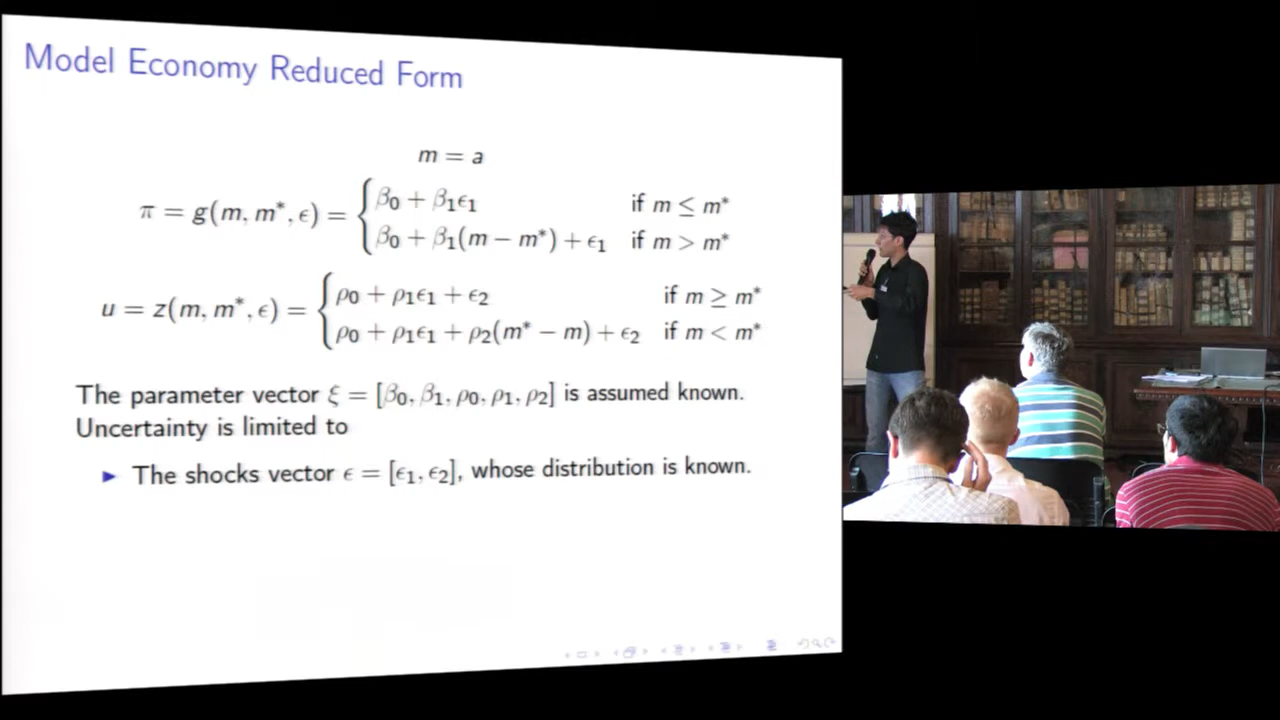 Model Economy Reduced Form
m = a
π = g(m, m*, ϵ) = { β₀ + β₁ϵ₁ if m ≤ m*
β₀ + β₁(m − m*) + ϵ₁ if m > m*
u = z(m, m*, ϵ) = { ρ₀ + ρ₁ϵ₁ + ϵ₂ if m ≥ m*
ρ₀ + ρ₁ϵ₁ + ρ₂(m* − m) + ϵ₂ if m < m*
The parameter vector ξ = [β₀, β₁, ρ₀, ρ₁, ρ₂] is assumed known.
Uncertainty is limited to
► The shocks vector ϵ = [ϵ₁, ϵ₂], whose distribution is known.